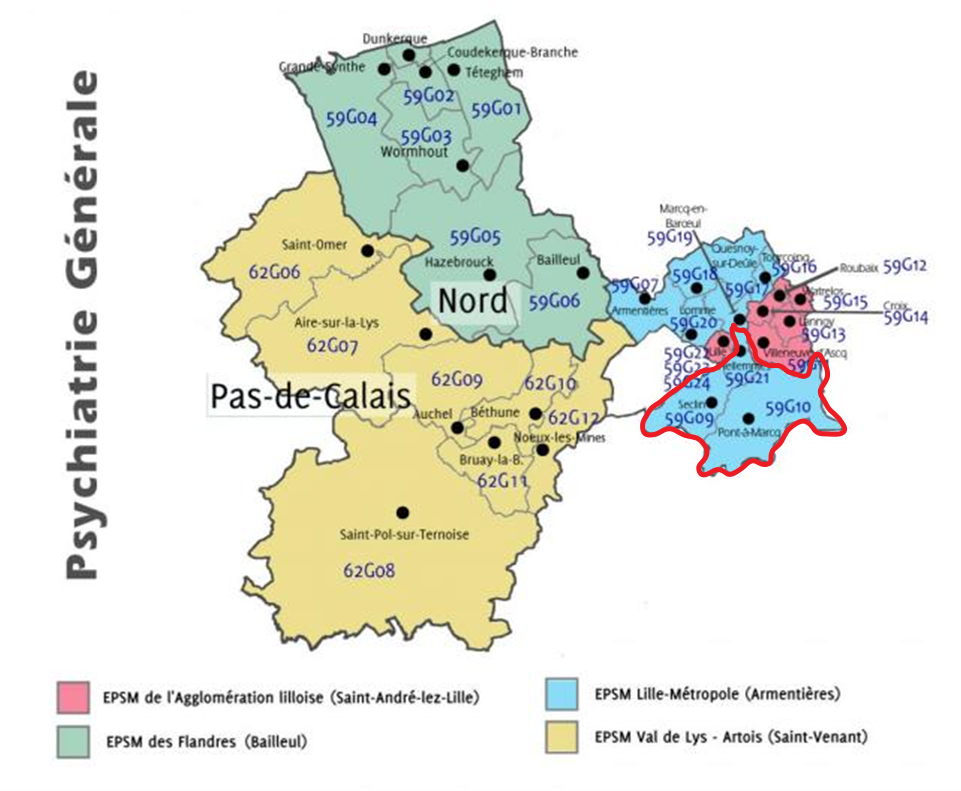 Psychiatrie Générale
Dunkerque
Coudekerque-Branche
Grande-Synthe
Téteghem
59G02
59G01
59G04
59G03
Wormhout
Marcq-en-
Barœul
59G19
59G05
Saint-Omer
Quesnoy-
sur-Deûle
Tourcoing
59G16
Roubaix 59G12
62G06
Hazebrouck
Bailleul
59G18
59G07
59G17
Watrelos
59G15
Nord
59G06
Armentières
Lomme
Croix
59G14
Lannoy
59G13
Aire-sur-la-Lys
62G07
59G20
59G22
Lille
Villeneuve d'Ascq
Hellemmes
59G24
59G21
62G09
62G10
Pas-de-Calais
Auchel
Béthune
62G12
Seclin
59G09
59G10
Pont-à-Marcq
Noeux-les-Mines
Bruay-la-B.
62G11
Saint-Pol-sur-Ternoise
62G08
EPSM de l'Agglomération lilloise (Saint-André-lez-Lille)
EPSM Lille-Métropole (Armentières)
EPSM des Flandres (Bailleul)
EPSM Val de Lys - Artois (Saint-Venant)